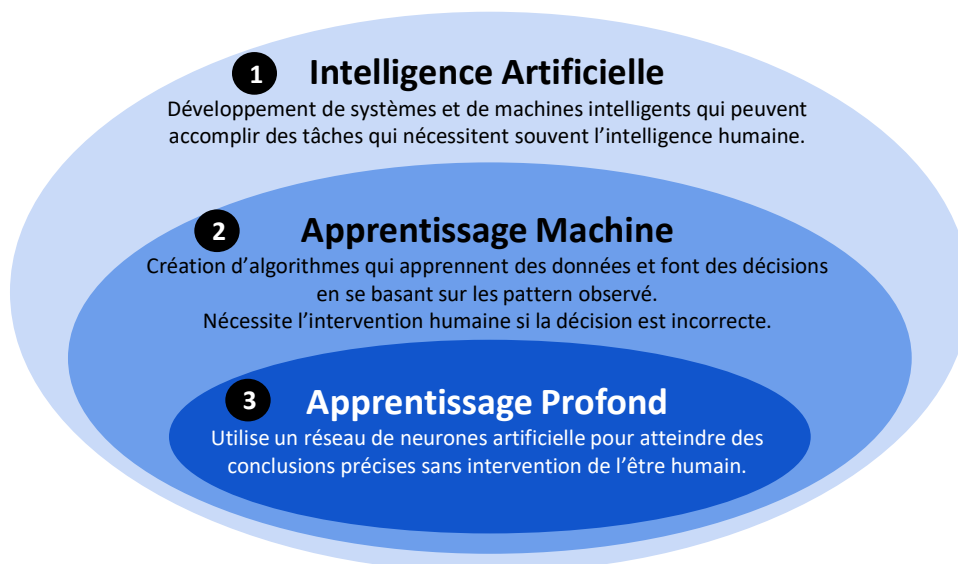 1 Intelligence Artificielle
Développement de systèmes et de machines intelligents qui peuvent
accomplir des tâches qui nécessitent souvent l’intelligence humaine.
2 Apprentissage Machine
Création d’algorithmes qui apprennent des données et font des décisions
en se basant sur les pattern observé.
Nécessite l’intervention humaine si la décision est incorrecte.
3 Apprentissage Profond
Utilise un réseau de neurones artificielle pour atteindre des
conclusions précises sans intervention de l’être humain.